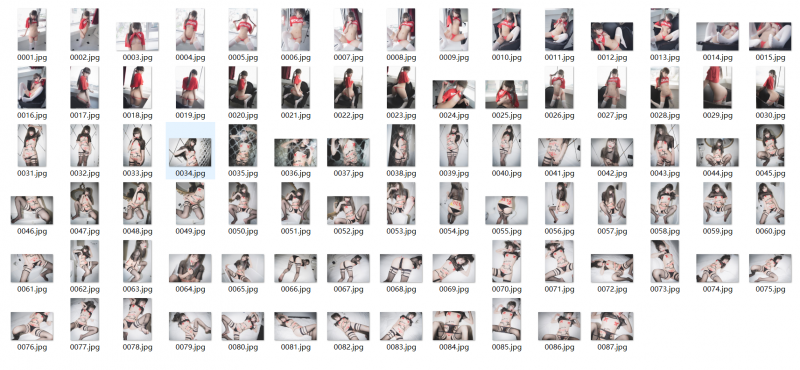 0001.jpg 0002.jpg 0003.jpg 0004.jpg 0005.jpg 0006.jpg 0007.jpg 0008.jpg 0009.jpg 0010.jpg 0011.jpg 0012.jpg 0013.jpg 0014.jpg 0015.jpg
0016.jpg 0017.jpg 0018.jpg 0019.jpg 0020.jpg 0021.jpg 0022.jpg 0023.jpg 0024.jpg 0025.jpg 0026.jpg 0027.jpg 0028.jpg 0029.jpg 0030.jpg
0031.jpg 0032.jpg 0033.jpg 0034.jpg 0035.jpg 0036.jpg 0037.jpg 0038.jpg 0039.jpg 0040.jpg 0041.jpg 0042.jpg 0043.jpg 0044.jpg 0045.jpg
0046.jpg 0047.jpg 0048.jpg 0049.jpg 0050.jpg 0051.jpg 0052.jpg 0053.jpg 0054.jpg 0055.jpg 0056.jpg 0057.jpg 0058.jpg 0059.jpg 0060.jpg
0061.jpg 0062.jpg 0063.jpg 0064.jpg 0065.jpg 0066.jpg 0067.jpg 0068.jpg 0069.jpg 0070.jpg 0071.jpg 0072.jpg 0073.jpg 0074.jpg 0075.jpg
0076.jpg 0077.jpg 0078.jpg 0079.jpg 0080.jpg 0081.jpg 0082.jpg 0083.jpg 0084.jpg 0085.jpg 0086.jpg 0087.jpg